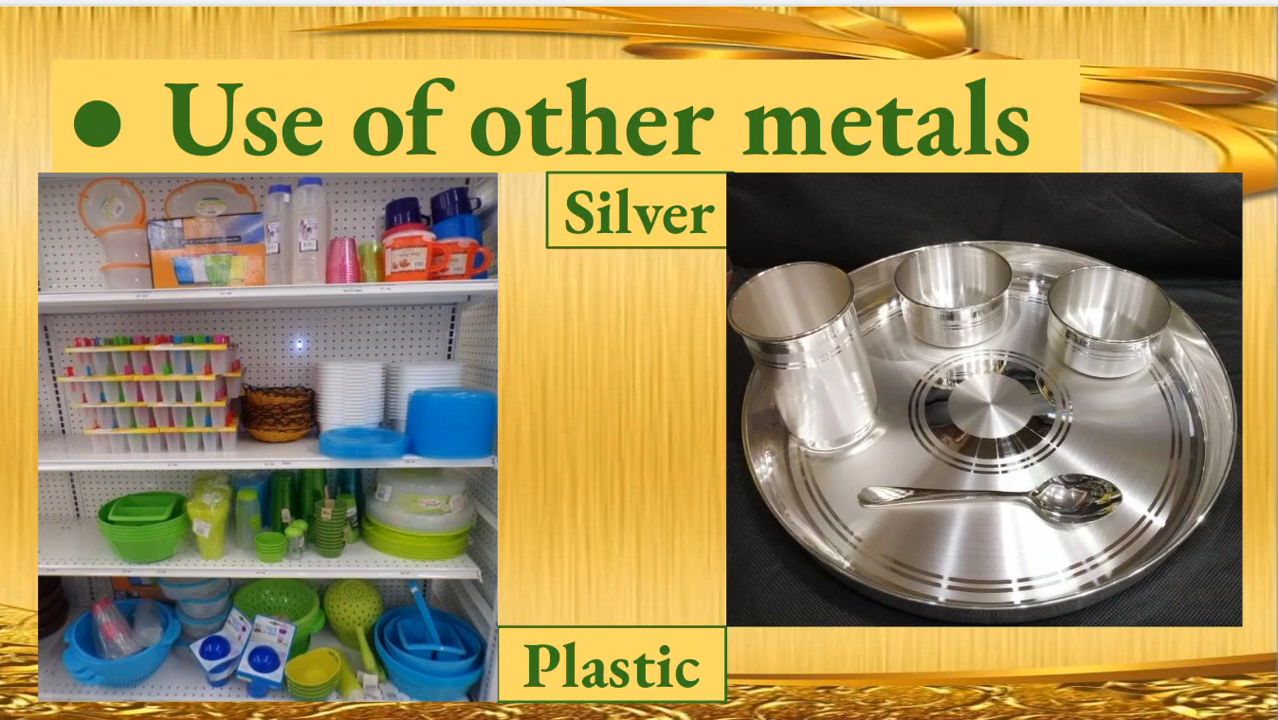 • Use of other metals
Silver
Plastic